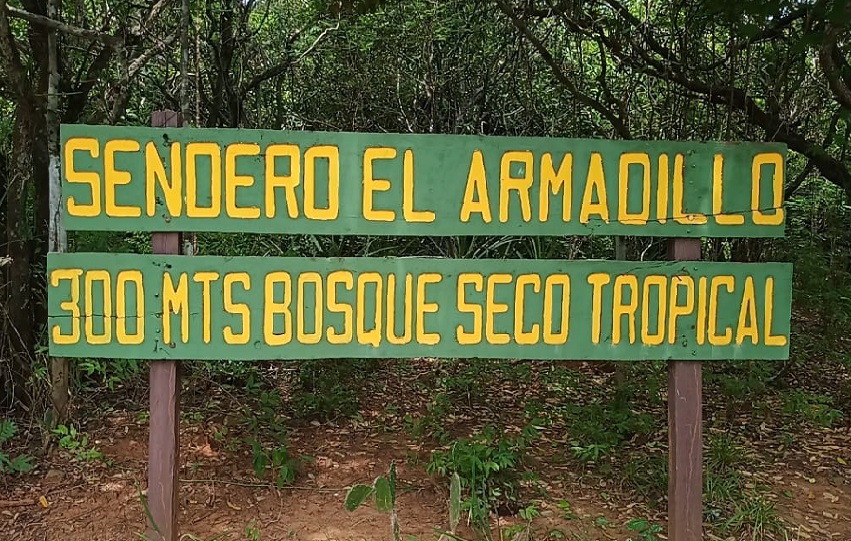 SENDERO EL ARMADILLO
300 MTS BOSQUE SECO TROPICAL